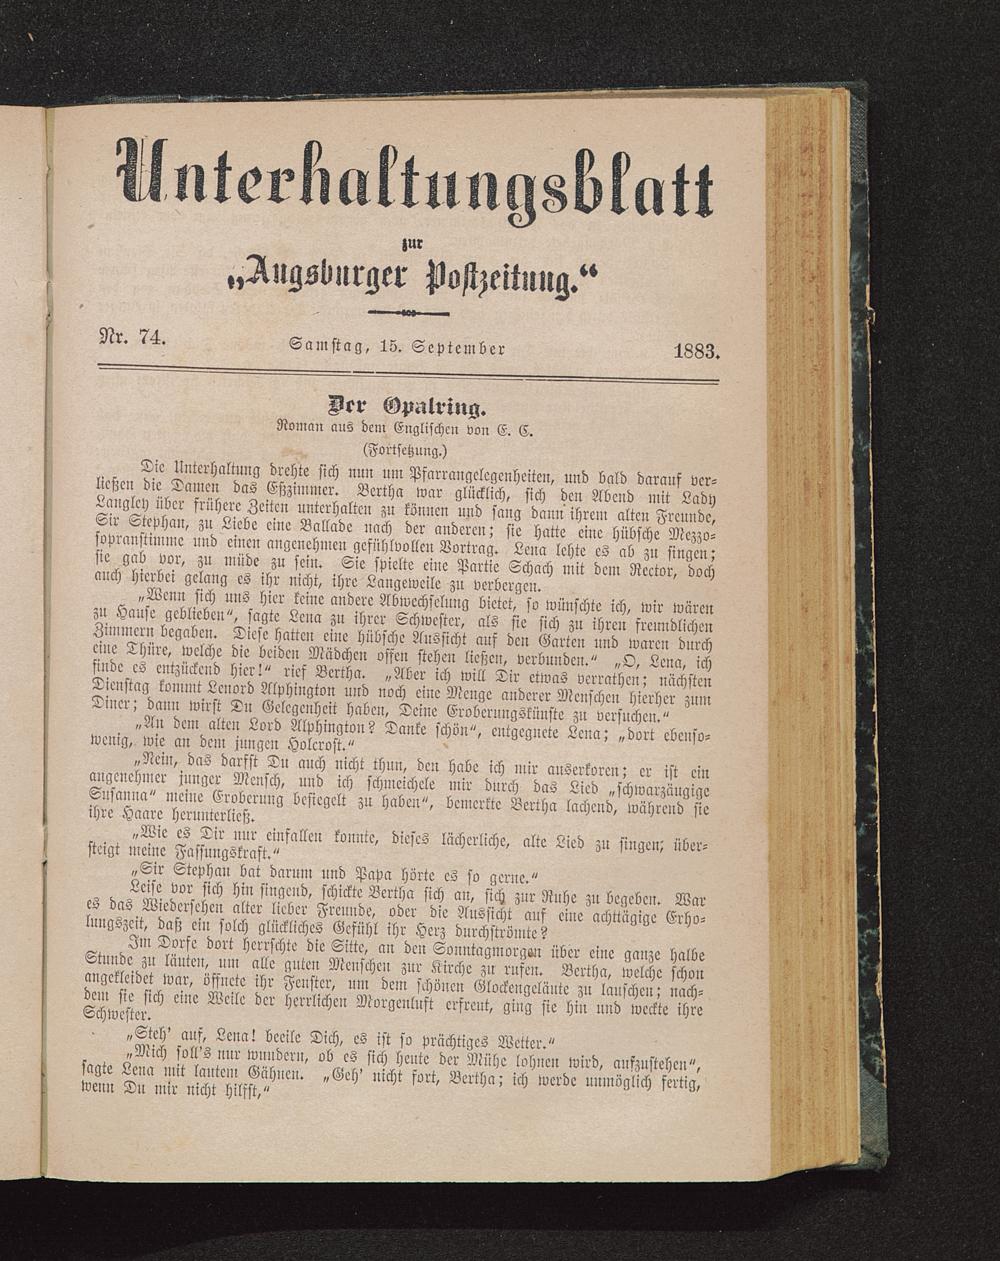 Unterhaltungsblatt
zur
„Augsburger Postzeitung.“
Nr. 74.
Samstag, 15. September
1883.
Der Opalring.
Roman aus dem Englischen von E. C.
(Fortsetzung.)
Die Unterhaltung drehte sich nun um Pfarrangelegenheiten, und bald darauf ver-
ließen die Damen das Eßzimmer. Bertha war glücklich, sich den Abend mit Lady
Langley über frühere Zeiten unterhalten zu können und sang dann ihrem alten Freunde,
Sir Stephan, zu Liebe eine Ballade nach der anderen; sie hatte eine hübsche Mezzo-
sopranstimme und einen angenehmen gefühlvollen Vortrag. Lena lehte es ab zu singen;
sie gab vor, zu müde zu sein. Sie spielte eine Partie Schach mit dem Rector, doch
auch hierbei gelang es ihr nicht, ihre Langeweile zu verbergen.
„Wenn sich uns hier keine andere Abwechselung bietet, so wünschte ich, wir wären
zu Hause geblieben“, sagte Lena zu ihrer Schwester, als sie sich zu ihren freundlichen
Zimmern begaben. Diese hatten eine hübsche Aussicht auf den Garten und waren durch
eine Thüre, welche die beiden Mädchen offen stehen ließen, verbunden.“ „O, Lena, ich
finde es entzückend hier!“ rief Bertha. „Aber ich will Dir etwas verrathen; nächsten
Dienstag kommt Lenord Alphington und noch eine Menge anderer Menschen hierher zum
Diner; dann wirst Du Gelegenheit haben, Deine Eroberungskünste zu versuchen.“
„An dem alten Lord Alphington? Danke schön“, entgegnete Lena; „dort ebenso-
wenig, wie an dem jungen Holcroft.“
„Nein, das darfst Du auch nicht thun, den habe ich mir auserkoren; er ist ein
angenehmer junger Mensch, und ich schmeichele mir durch das Lied „schwarzäugige
Susanna“ meine Eroberung besiegelt zu haben“, bemerkte Bertha lachend, während sie
ihre Haare herunterließ.
„Wie es Dir nur einfallen konnte, dieses lächerliche, alte Lied zu singen; über-
steigt meine Fassungskraft.“
„Sir Stephan bat darum und Papa hörte es so gerne.“
Leise vor sich hin singend, schickte Bertha sich an, sich zur Ruhe zu begeben. War
es das Wiedersehen alter lieber Freunde, oder die Aussicht auf eine achttägige Erho-
lungszeit, daß ein solch glückliches Gefühl ihr Herz durchströmte?
Im Dorfe dort herrschte die Sitte, an den Sonntagmorgen über eine ganze halbe
Stunde zu läuten, um alle guten Menschen zur Kirche zu rufen. Bertha, welche schon
angekleidet war, öffnete ihr Fenster, um dem schönen Glockengeläute zu lauschen; nach-
dem sie sich eine Weile der herrlichen Morgenluft erfreut, ging sie hin und weckte ihre
Schwester.
„Steh’ auf, Lena! beeile Dich, es ist so prächtiges Wetter.“
„Mich soll’s nur wundern, ob es sich heute der Mühe lohnen wird, aufzustehen“,
sagte Lena mit lautem Gähnen. „Geh’ nicht fort, Bertha; ich werde unmöglich fertig,
wenn Du mir nicht hilfft,“